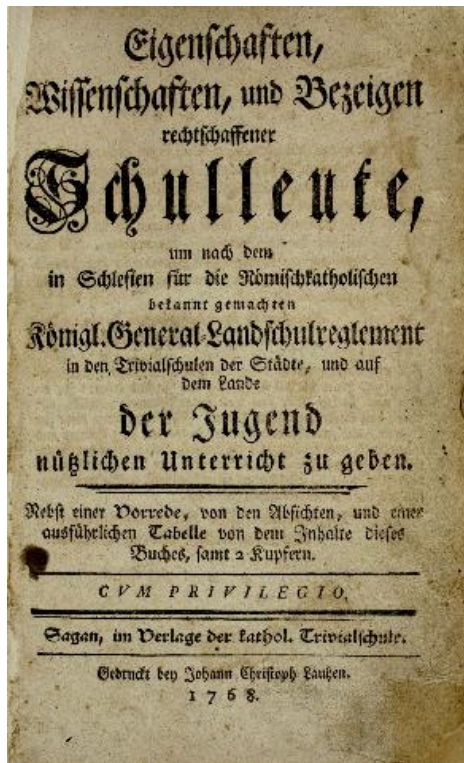 Eigenschaften,
Wissenschaften, und Bezeigen
rechtschaffener
Schulleute,
um nach dem
in Schlesien für die Römischkatholischen
bekannt gemachten
Königl. General-Landschulreglement
in den Trivialschulen der Städte, und auf
dem Lande
der Jugend
nützlichen Unterricht zu geben.
Nebst einer Vorrede, von den Absichten, und einer
ausführlichen Tabelle von dem Inhalte dieses
Buches, samt 2 Kupfern.
CVM PRIVILEGIO.
Sagan, im Verlage der kathol. Trivialschule.
Gedruckt bey Johann Christoph Lauhen.
1768.